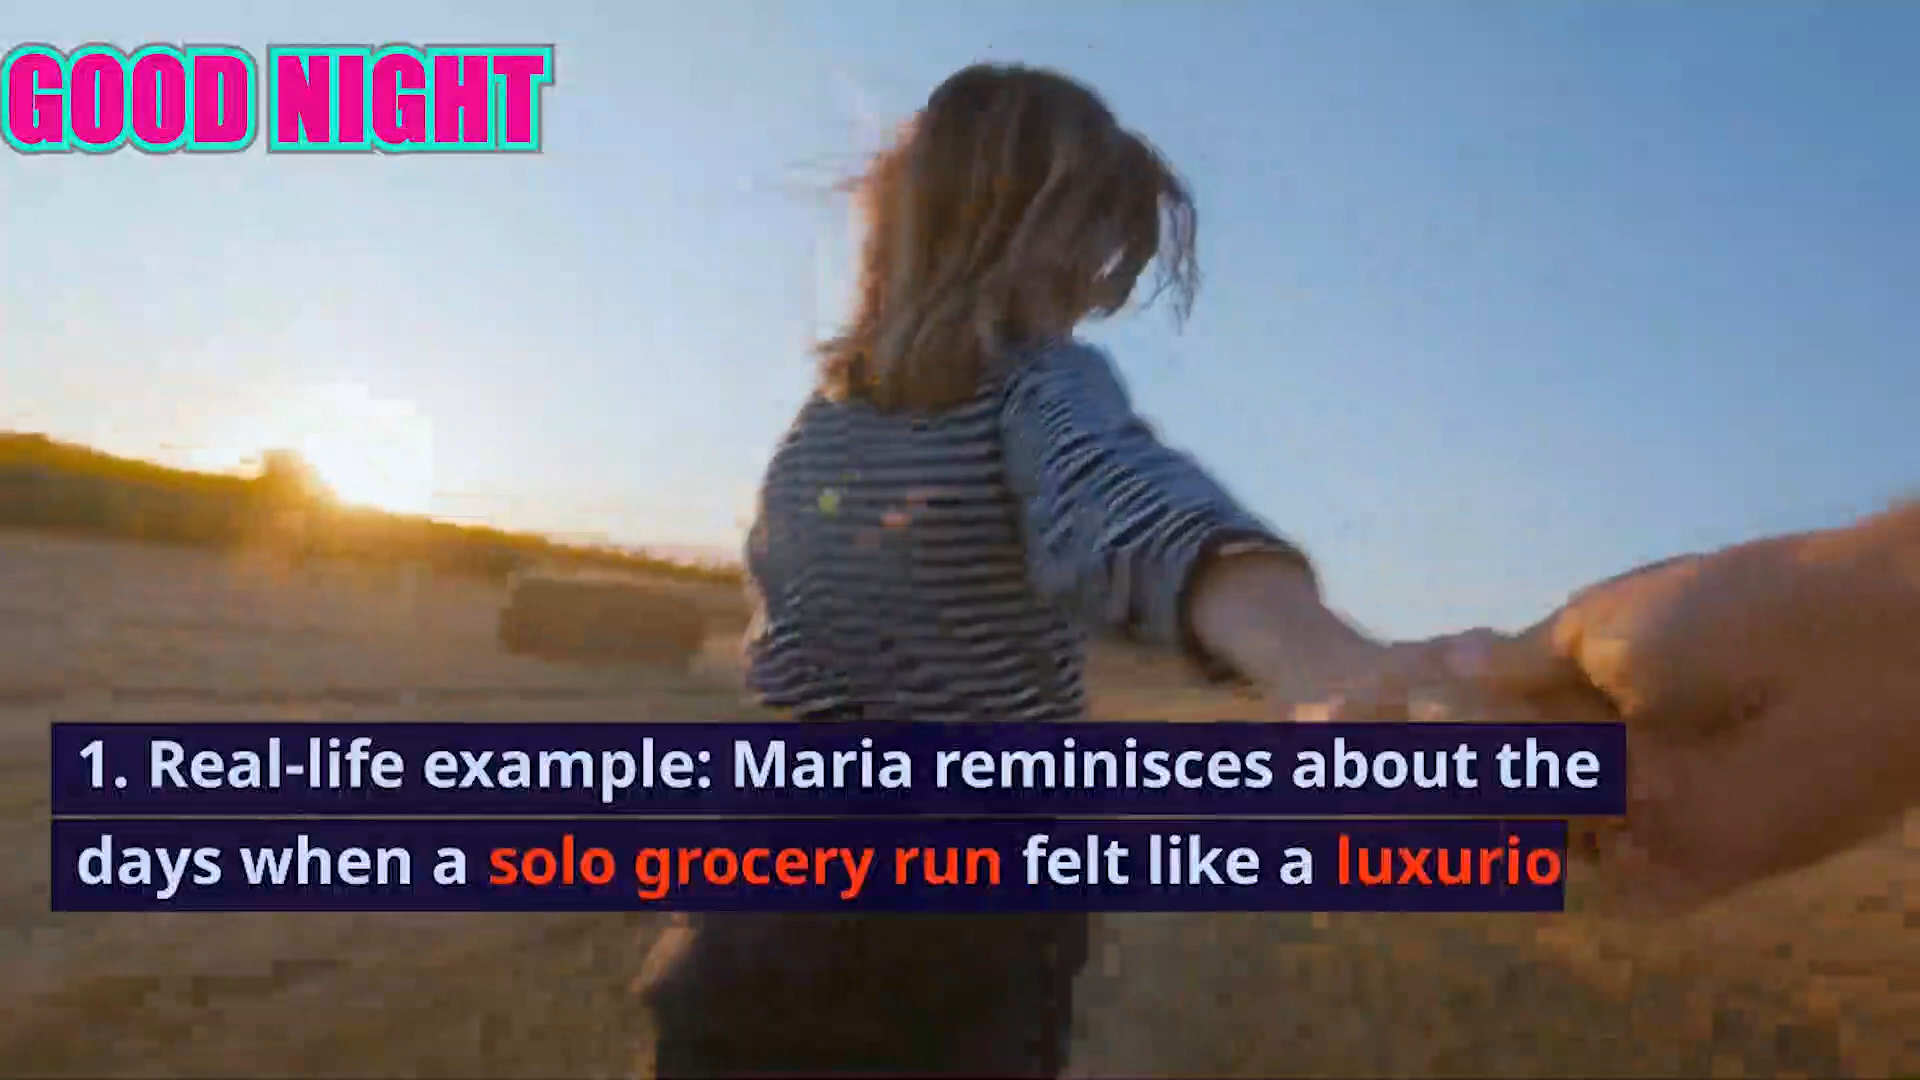 GOOD NIGHT
1. Real-life example: Maria reminisces about the
days when a solo grocery run felt like a luxurio